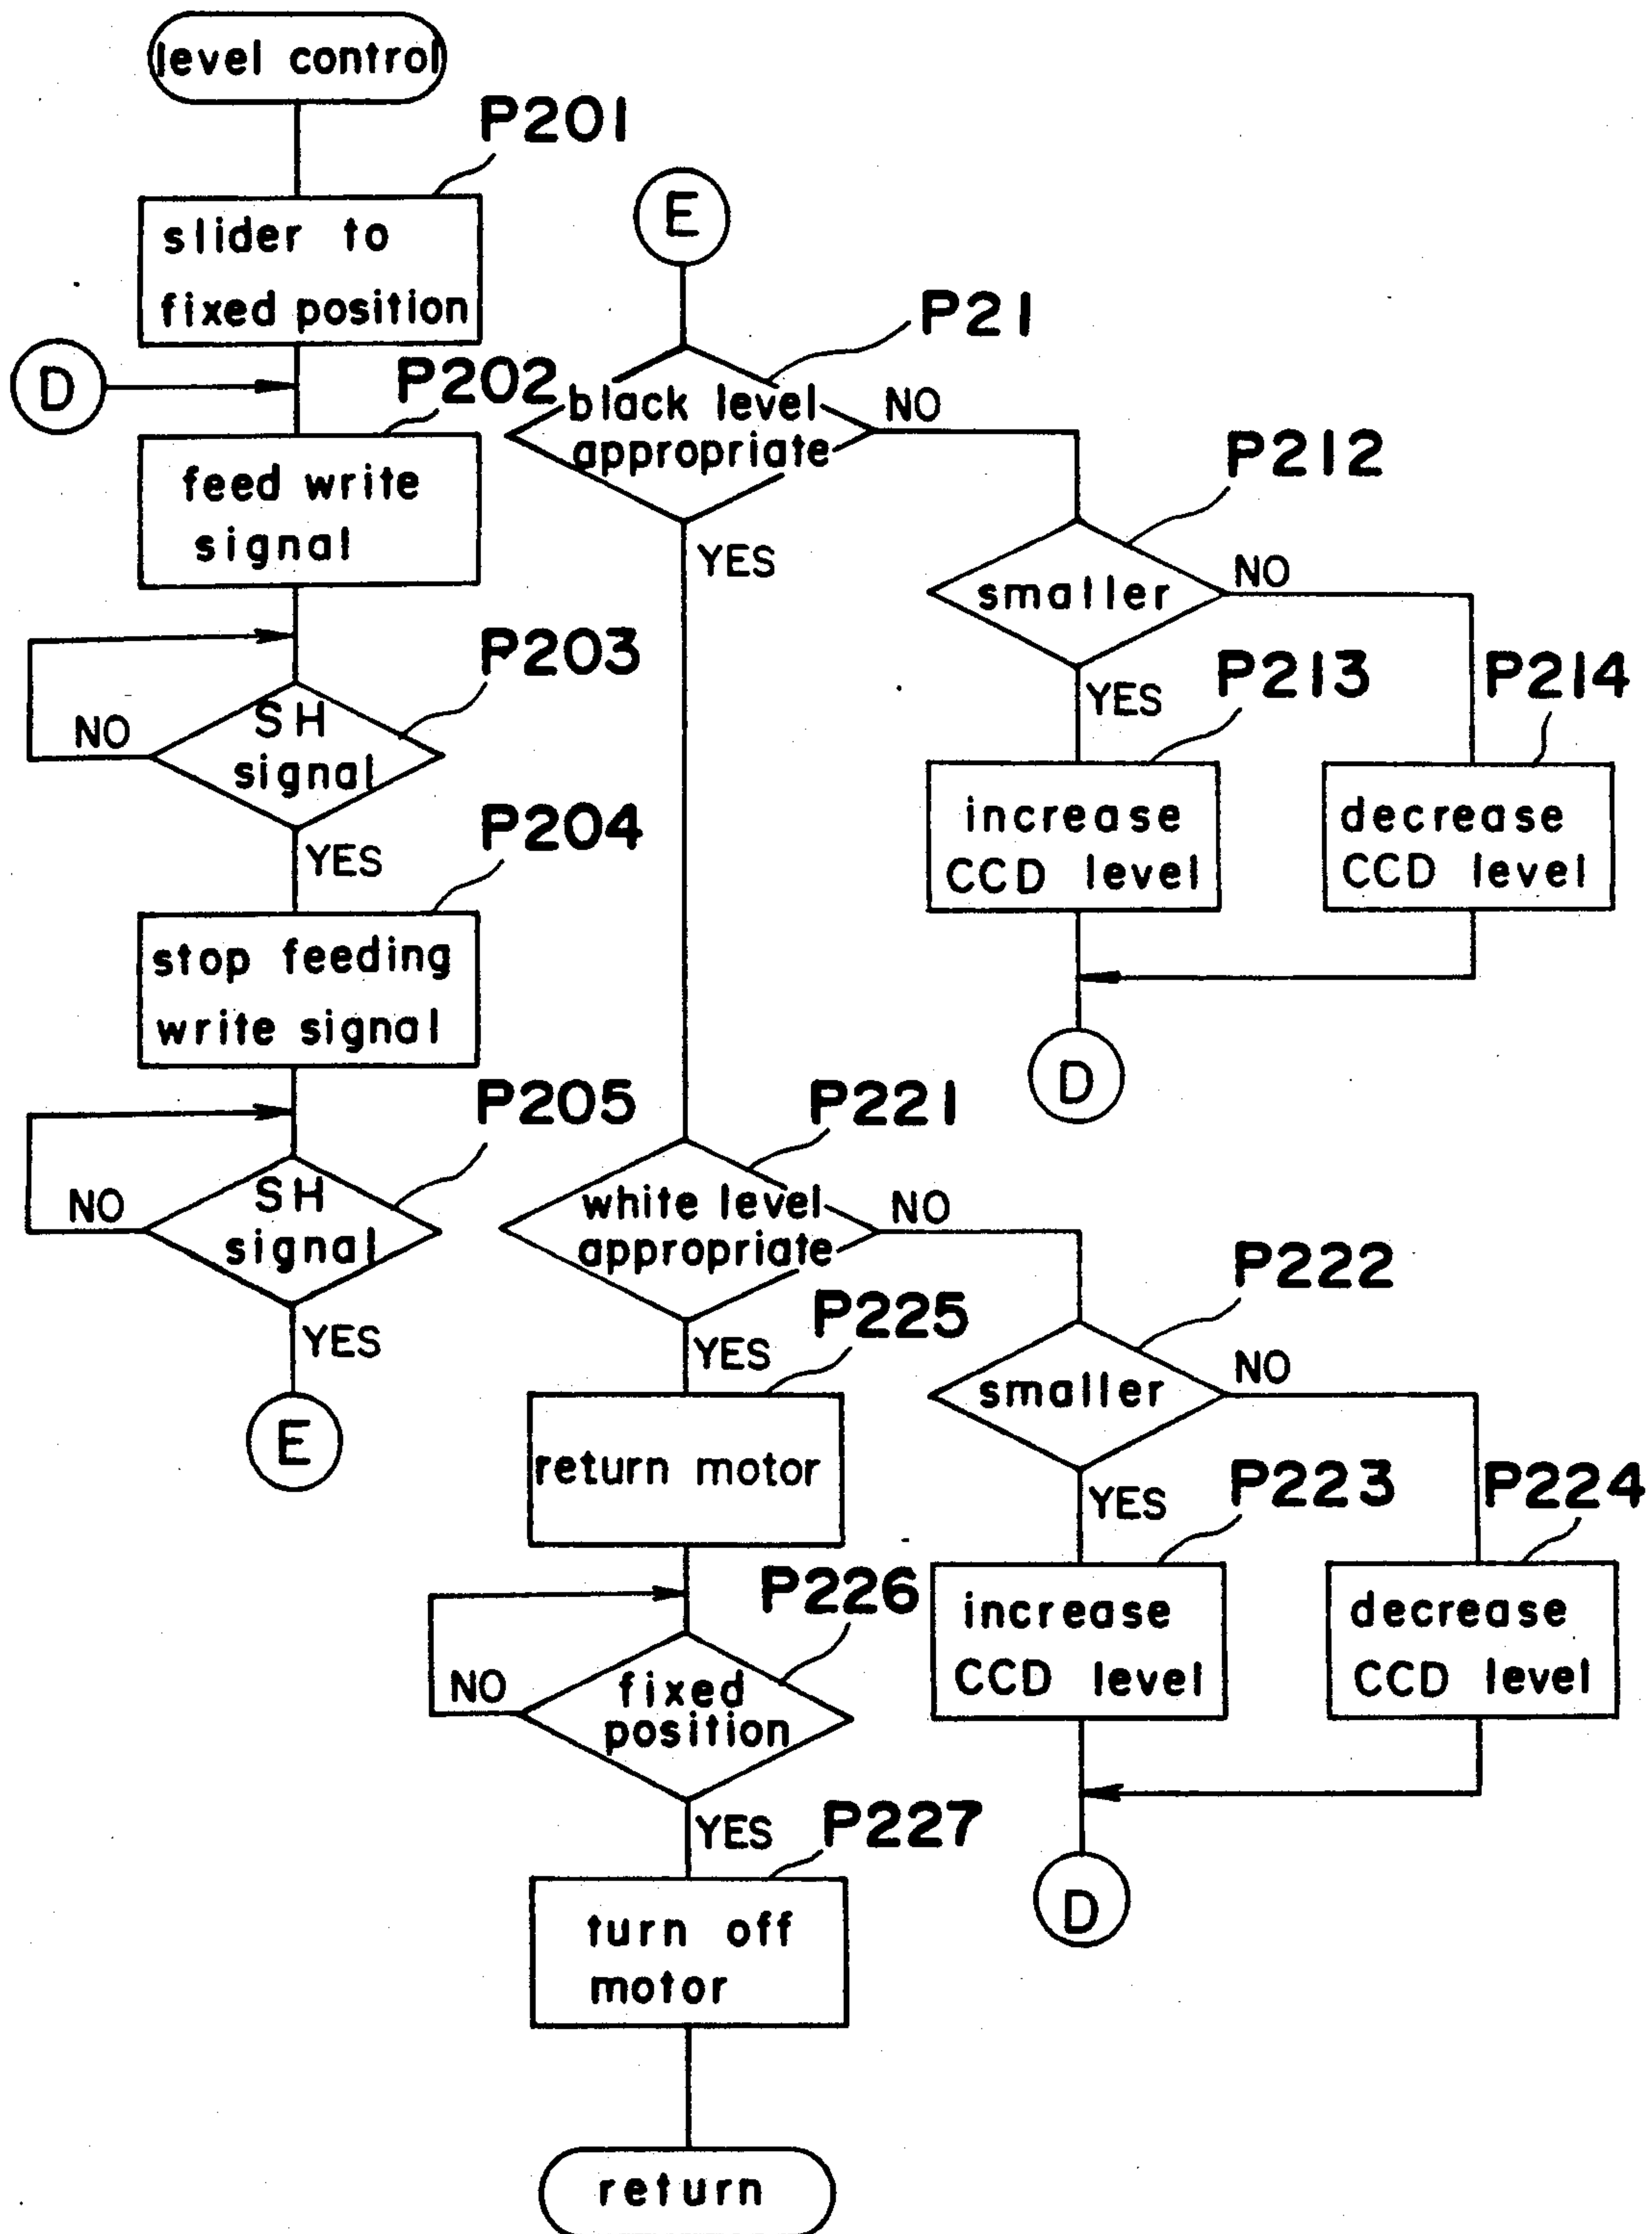 level control
P201
slider to
fixed position
D
P202
feed write
signal
P203
SH
signal
NO
YES
P204
stop feeding
write signal
P205
SH
signal
NO
YES
E
E
P21
black level
appropriate
NO
YES
P212
smaller
NO
YES
P213
increase
CCD level
P214
decrease
CCD level
D
P221
white level
appropriate
NO
YES
P222
smaller
NO
YES
P223
increase
CCD level
P224
decrease
CCD level
D
P225
return motor
P226
fixed
position
NO
YES
P227
turn off
motor
return